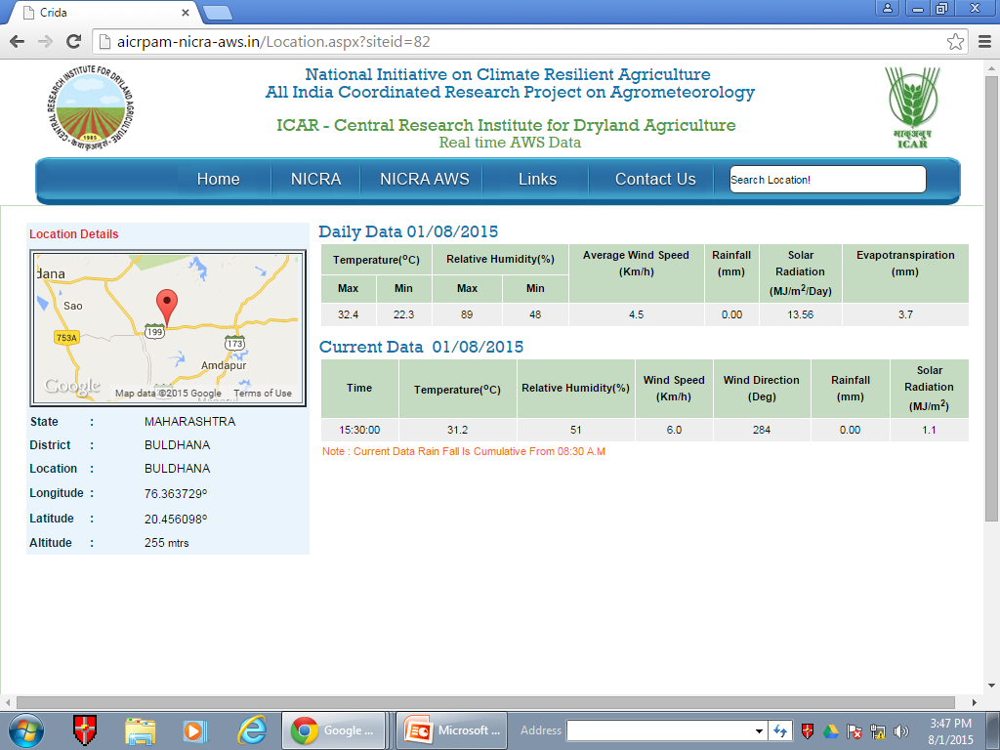 Crida
aicrpam-nicra-aws.in/Location.aspx?siteid=82
CENTRAL RESEARCH INSTITUTE FOR DRYLAND AGRICULTURE
1985
National Initiative on Climate Resilient Agriculture
All India Coordinated Research Project on Agrometeorology
ICAR - Central Research Institute for Dryland Agriculture
Real time AWS Data
भाकृअनुप
ICAR
Home NICRA NICRA AWS Links Contact Us Search Location!
Location Details
dana
Sao
199
753A
173
Amdapur
Google Map data ©2015 Google Terms of Use
State : MAHARASHTRA
District : BULDHANA
Location : BULDHANA
Longitude : 76.363729º
Latitude : 20.456098º
Altitude : 255 mtrs
Daily Data 01/08/2015
Temperature(ºC) Relative Humidity(%) Average Wind Speed (Km/h) Rainfall (mm) Solar Radiation (MJ/m²/Day) Evapotranspiration (mm)
Max Min Max Min
32.4 22.3 89 48 4.5 0.00 13.56 3.7
Current Data 01/08/2015
Time Temperature(ºC) Relative Humidity(%) Wind Speed (Km/h) Wind Direction (Deg) Rainfall (mm) Solar Radiation (MJ/m²)
15:30:00 31.2 51 6.0 284 0.00 1.1
Note : Current Data Rain Fall Is Cumulative From 08:30 A.M
Google ... Microsoft ... Address 3:47 PM
8/1/2015